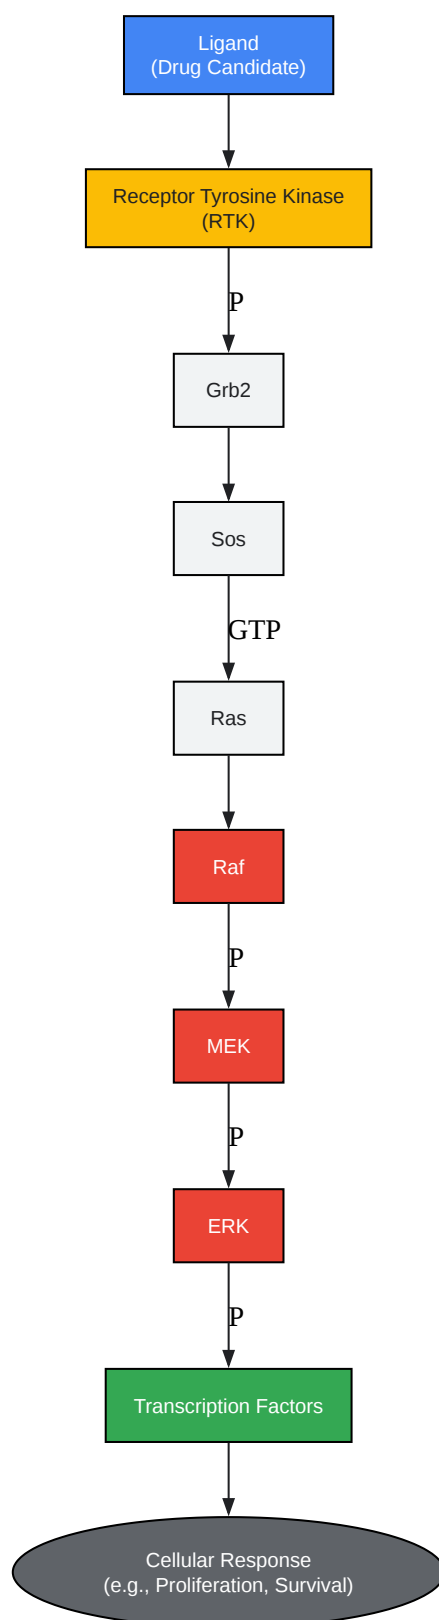 Ligand
(Drug Candidate)
Receptor Tyrosine Kinase
(RTK)
P
Grb2
Sos
GTP
Ras
Raf
P
MEK
P
ERK
P
Transcription Factors
Cellular Response
(e.g., Proliferation, Survival)